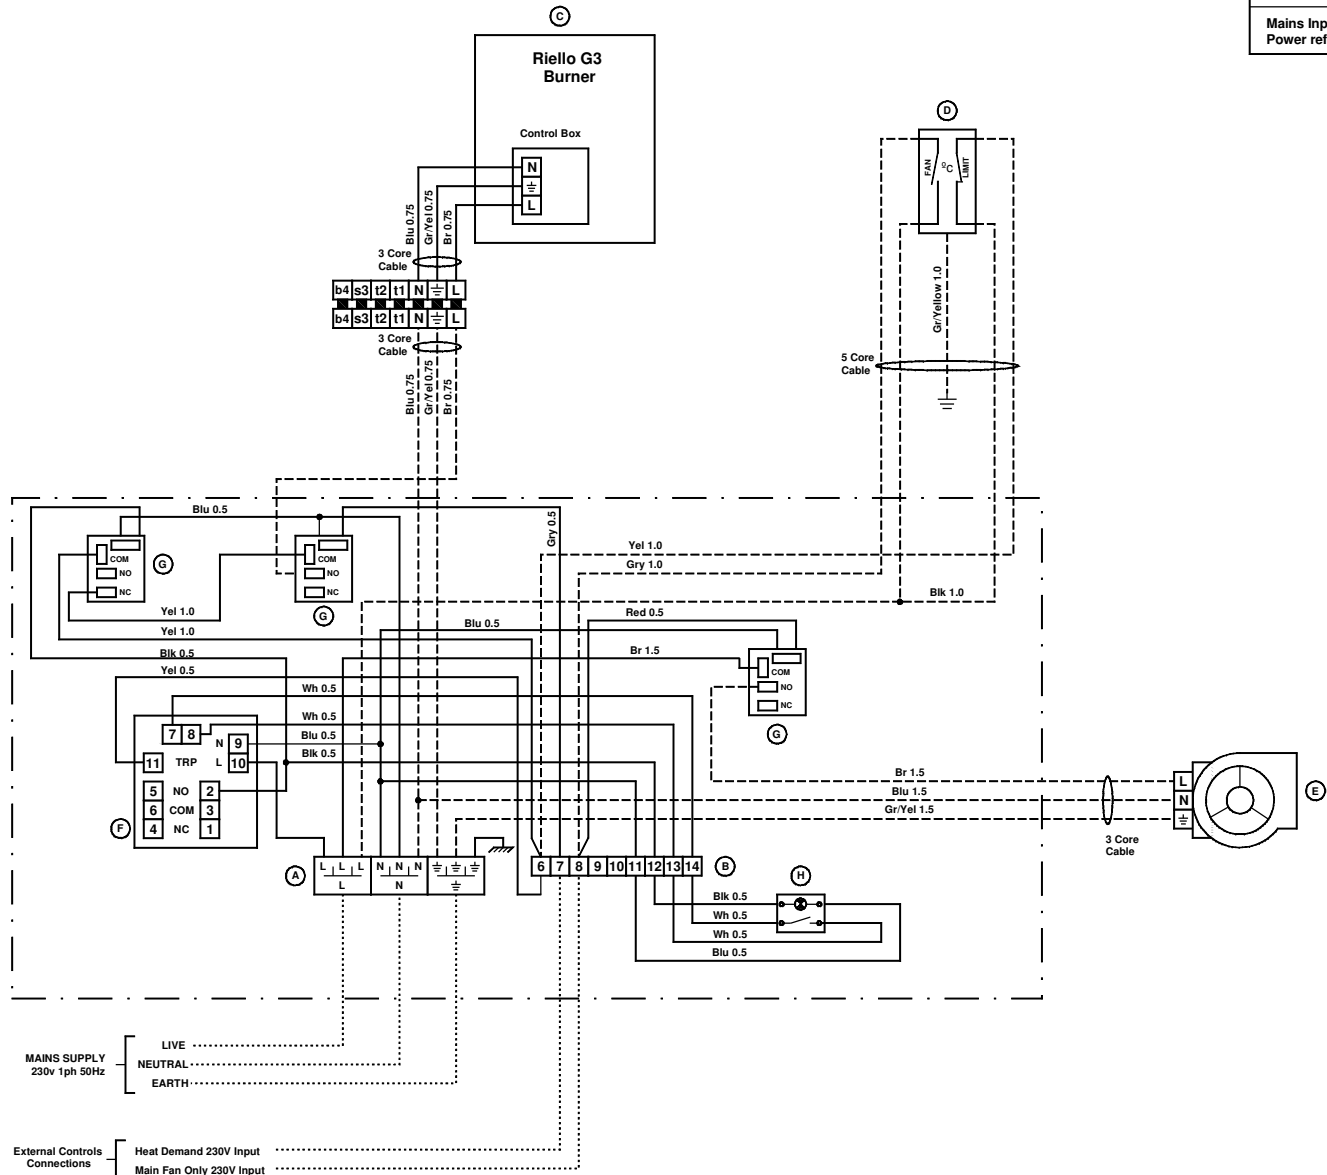 C
Mains Inp
Power ref
Riello G3
Burner
Control Box
N
L
D
FAN
ºC
LIMIT
Blu 0.75
Gr/Yel 0.75
Br 0.75
3 Core
Cable
b4 s3 t2 t1 N L
b4 s3 t2 t1 N L
3 Core
Cable
Blu 0.75
Gr/Yel 0.75
Br 0.75
Gr/Yellow 1.0
5 Core
Cable
Blu 0.5
Gry 0.5
COM
NO
NC
G
COM
NO
NC
G
Yel 1.0
Gry 1.0
Blk 1.0
Yel 1.0
Red 0.5
Blu 0.5
Yel 1.0
Br 1.5
Blk 0.5
Yel 0.5
COM
NO
NC
G
Wh 0.5
Wh 0.5
Blu 0.5
Blk 0.5
7 8
N 9
11 TRP L 10
5 NO 2
6 COM 3
4 NC 1
F
Br 1.5
Blu 1.5
Gr/Yel 1.5
L
N
E
3 Core
Cable
A
L L L N N N
L N
6 7 8 9 10 11 12 13 14
B
H
Blk 0.5
Wh 0.5
Wh 0.5
Blu 0.5
MAINS SUPPLY
230v 1ph 50Hz
LIVE
NEUTRAL
EARTH
External Controls
Connections
Heat Demand 230V Input
Main Fan Only 230V Input